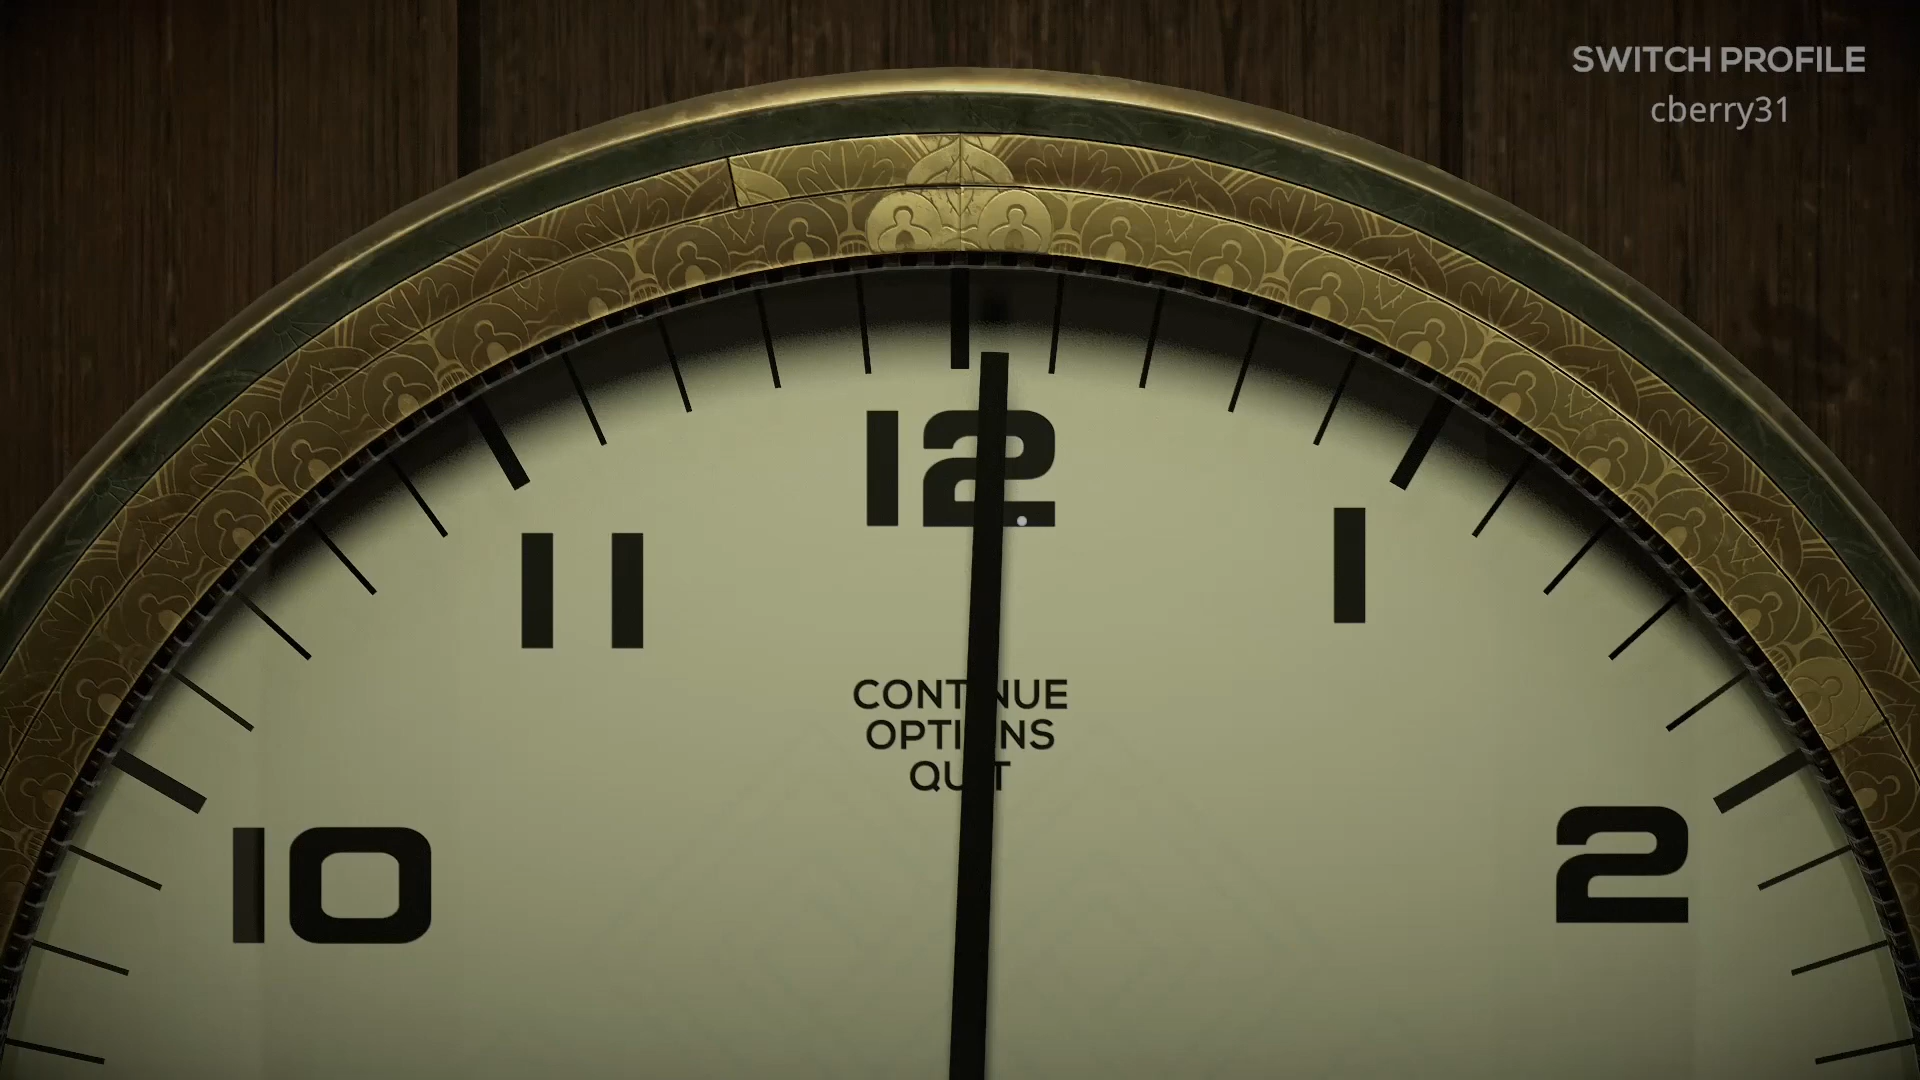 SWITCH PROFILE
cberry31
12
11
1
CONTINUE
OPTIONS
QUIT
10
2